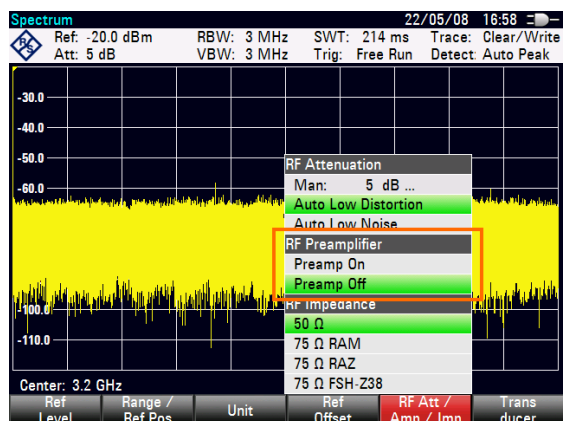 Spectrum 22/05/08 16:58
Ref: -20.0 dBm RBW: 3 MHz SWT: 214 ms Trace: Clear/Write
Att: 5 dB VBW: 3 MHz Trig: Free Run Detect: Auto Peak
-30.0
-40.0
-50.0
RF Attenuation
-60.0
Man: 5 dB ...
Auto Low Distortion
Auto Low Noise
RF Preamplifier
Preamp On
Preamp Off
RF Impedance
-100.0
50 Ω
-110.0
75 Ω RAM
75 Ω RAZ
75 Ω FSH-Z38
Center: 3.2 GHz
Ref Level
Range / Ref Pos
Unit
Ref Offset
RF Att / Amp / Imp
Trans ducer